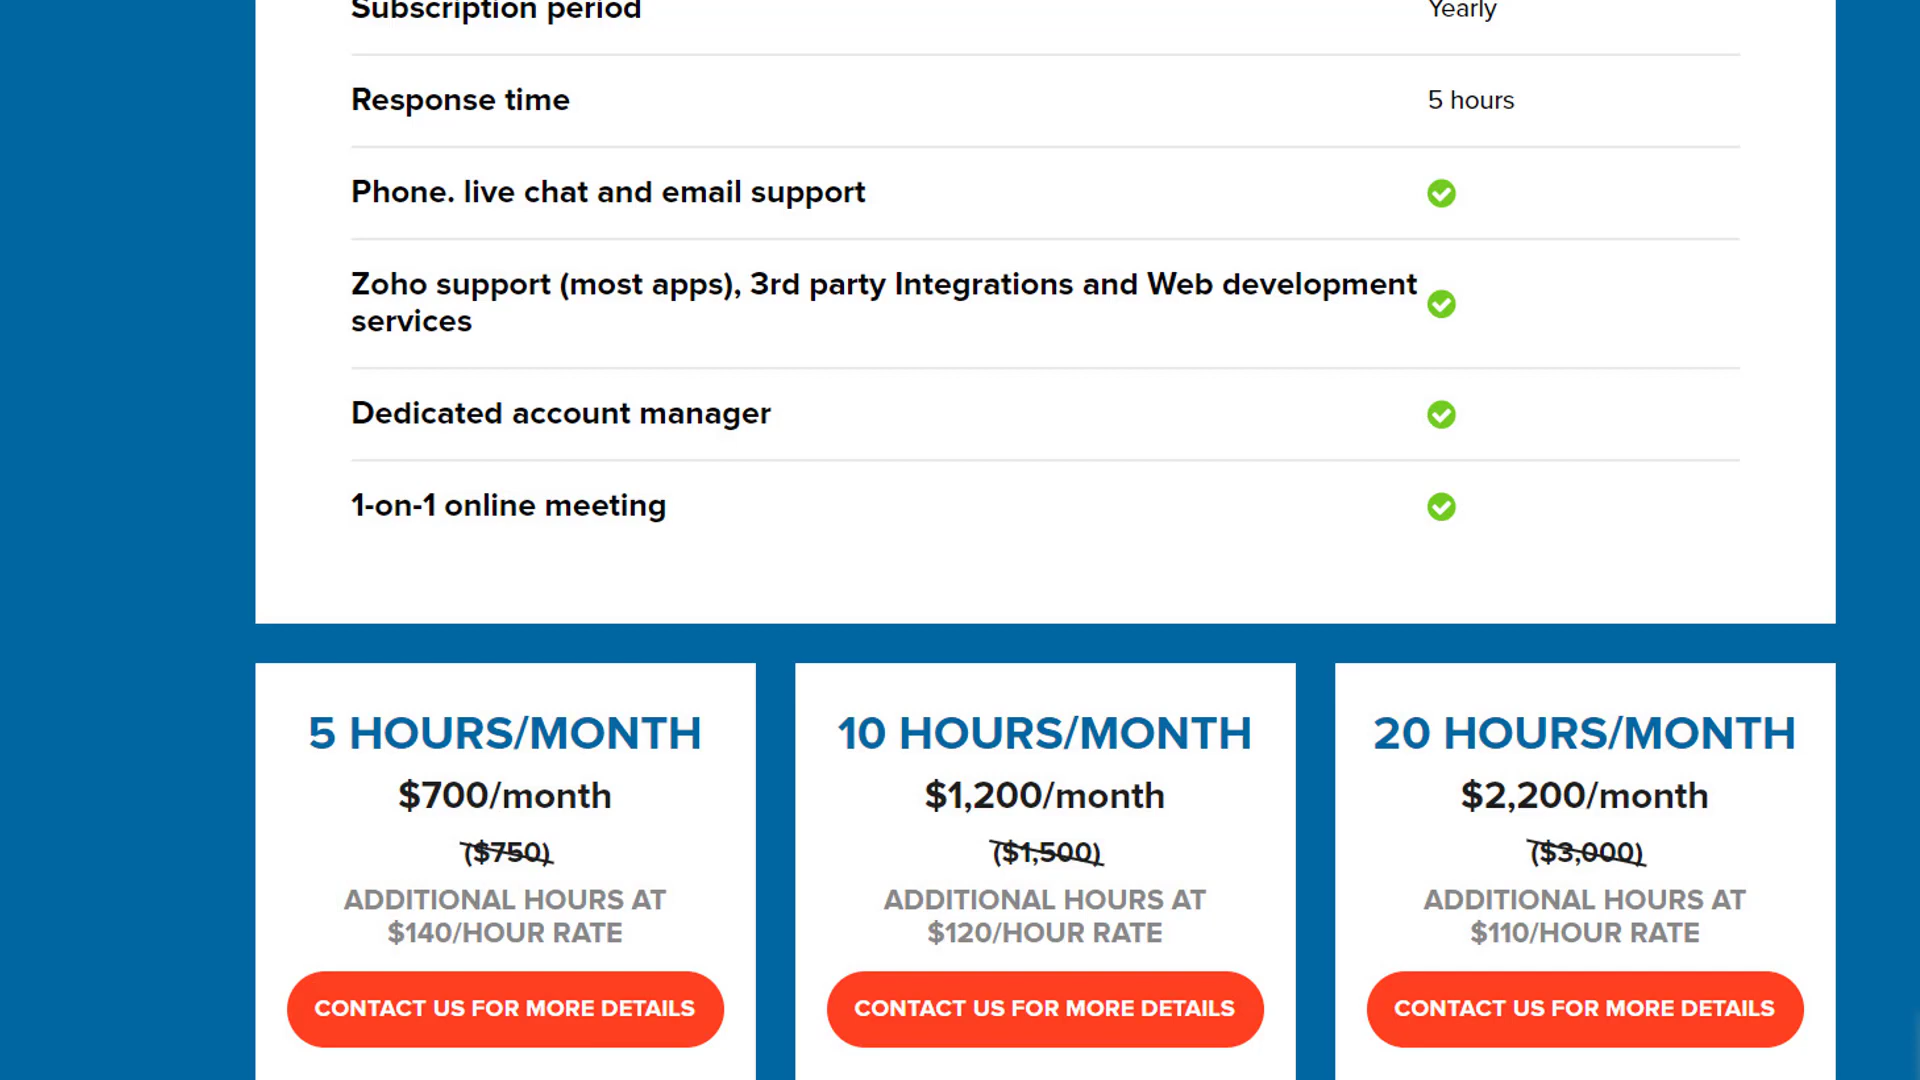 Subscription period
Yearly
Response time
5 hours
Phone. live chat and email support
Zoho support (most apps), 3rd party Integrations and Web development
services
Dedicated account manager
1-on-1 online meeting
5 HOURS/MONTH
$700/month
($750)
ADDITIONAL HOURS AT
$140/HOUR RATE
CONTACT US FOR MORE DETAILS
10 HOURS/MONTH
$1,200/month
($1,500)
ADDITIONAL HOURS AT
$120/HOUR RATE
CONTACT US FOR MORE DETAILS
20 HOURS/MONTH
$2,200/month
($3,000)
ADDITIONAL HOURS AT
$110/HOUR RATE
CONTACT US FOR MORE DETAILS